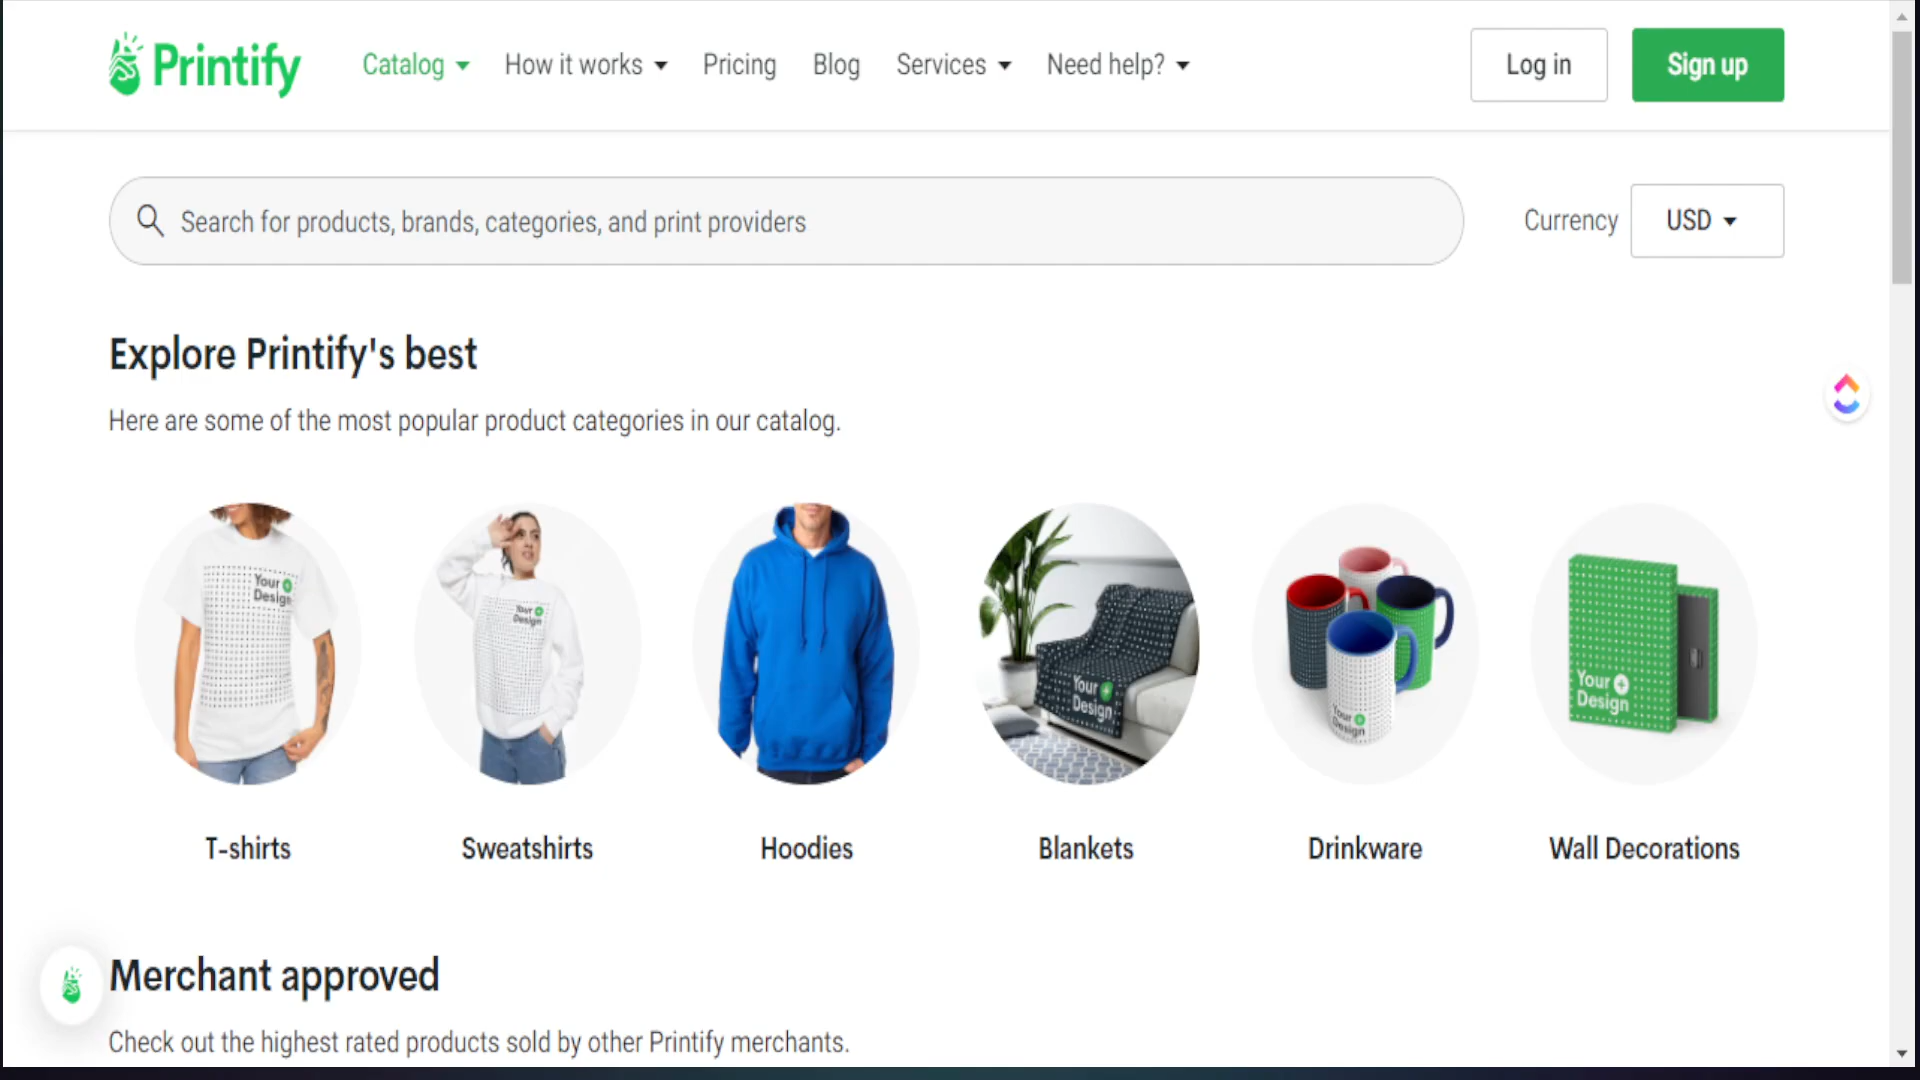 Printify
Catalog
How it works
Pricing
Blog
Services
Need help?
Log in
Sign up
Search for products, brands, categories, and print providers
Currency
USD
Explore Printify's best
Here are some of the most popular product categories in our catalog.
Your
Design
Your
Design
Your
Design
Your
Design
Your
Design
T-shirts
Sweatshirts
Hoodies
Blankets
Drinkware
Wall Decorations
Merchant approved
Check out the highest rated products sold by other Printify merchants.